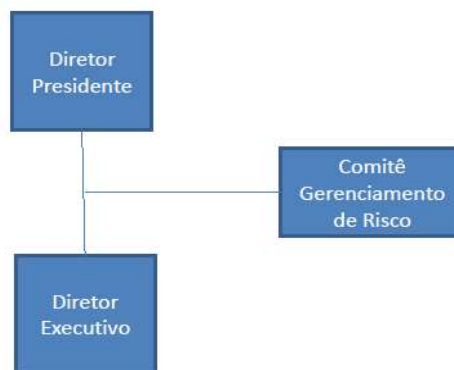 Diretor
Presidente
Comitê
Gerenciamento
de Risco
Diretor
Executivo